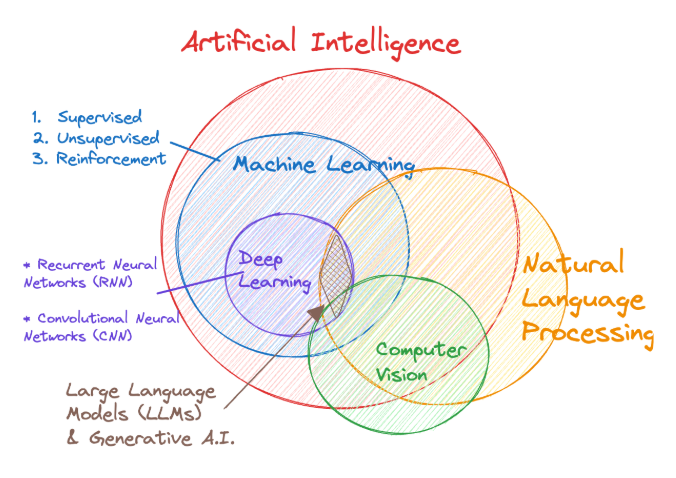 Artificial Intelligence
1. Supervised
2. Unsupervised
3. Reinforcement
Machine Learning
* Recurrent Neural
Networks (RNN)
* Convolutional Neural
Networks (CNN)
Deep
Learning
Natural
Language
Processing
Computer
Vision
Large Language
Models (LLMs)
& Generative A.I.